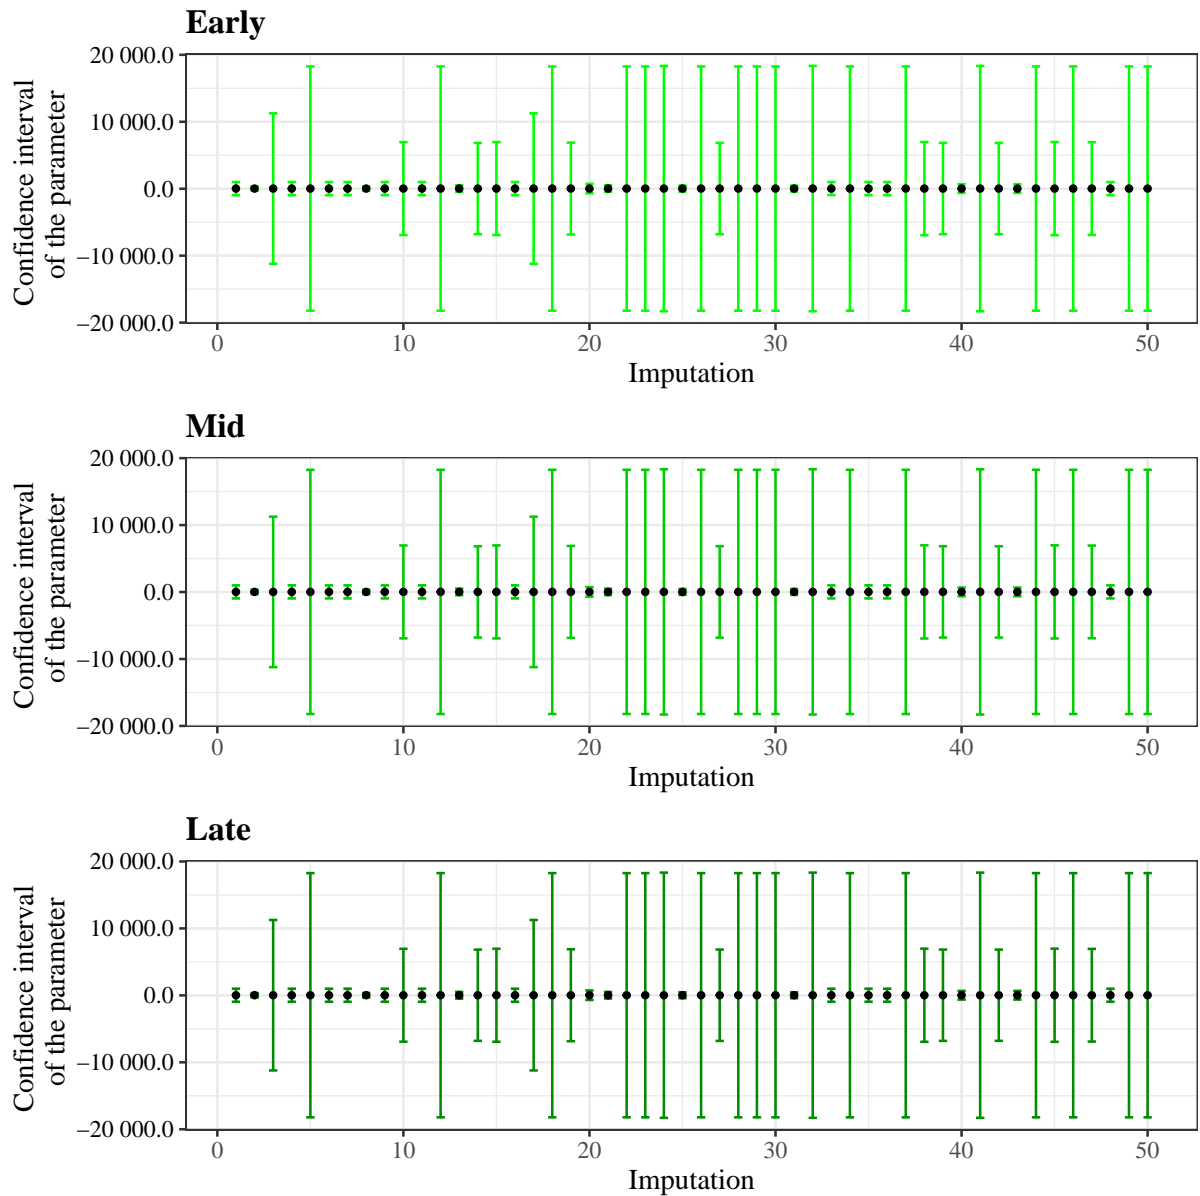 Early
Confidence interval
of the parameter
20 000.0
10 000.0
0.0
−10 000.0
−20 000.0
0 10 20 30 40 50
Imputation
Mid
Confidence interval
of the parameter
20 000.0
10 000.0
0.0
−10 000.0
−20 000.0
0 10 20 30 40 50
Imputation
Late
Confidence interval
of the parameter
20 000.0
10 000.0
0.0
−10 000.0
−20 000.0
0 10 20 30 40 50
Imputation